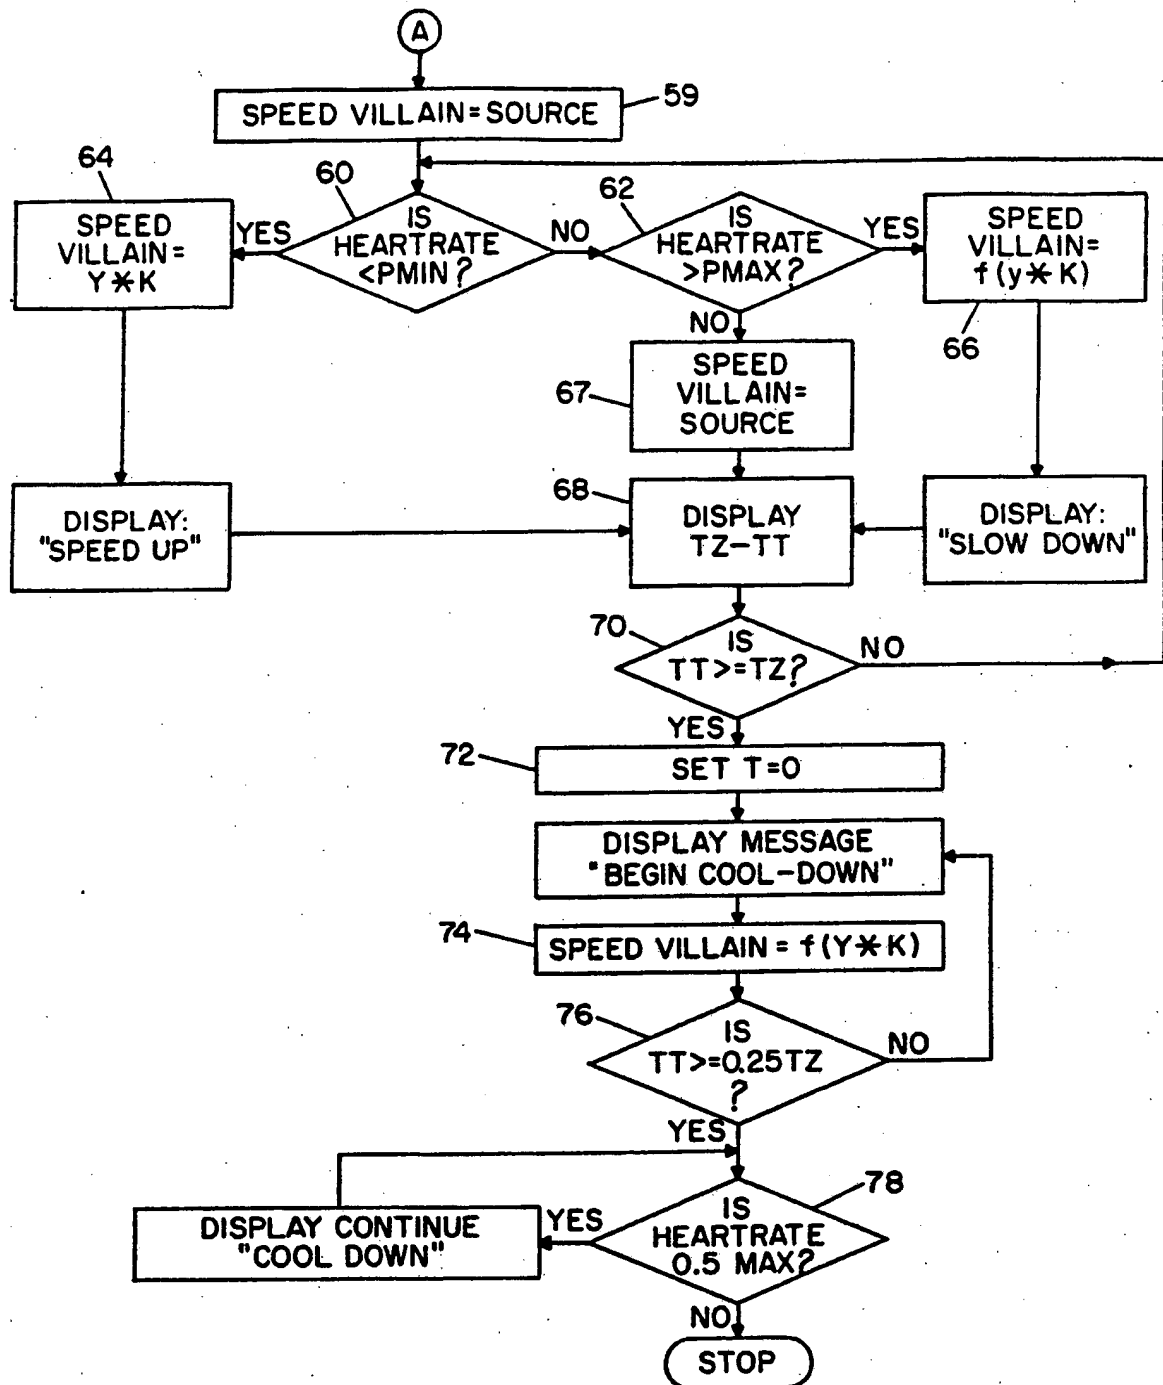 A
SPEED VILLAIN=SOURCE
59
64
60
62
SPEED
VILLAIN=
Y*K
YES
IS
HEARTRATE
<PMIN?
NO
IS
HEARTRATE
>PMAX?
YES
SPEED
VILLAIN=
f(y*K)
66
NO
67
SPEED
VILLAIN=
SOURCE
DISPLAY:
"SPEED UP"
68
DISPLAY
TZ-TT
DISPLAY:
"SLOW DOWN"
70
IS
TT>=TZ?
NO
YES
72
SET T=0
DISPLAY MESSAGE
"BEGIN COOL-DOWN"
74
SPEED VILLAIN = f(Y*K)
76
IS
TT>=0.25TZ
?
NO
YES
78
IS
HEARTRATE
0.5 MAX?
YES
DISPLAY CONTINUE
"COOL DOWN"
NO
STOP